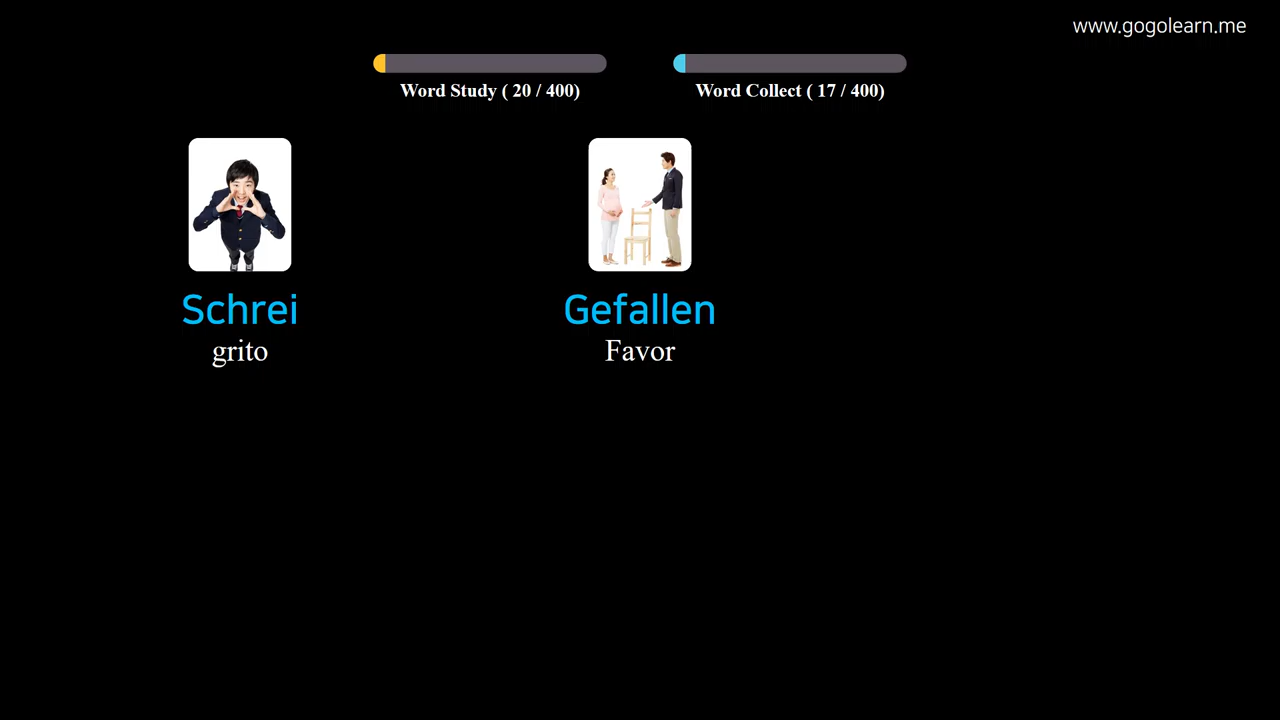 www.gogolearn.me
Word Study ( 20 / 400)
Word Collect ( 17 / 400)
Schrei
grito
Gefallen
Favor